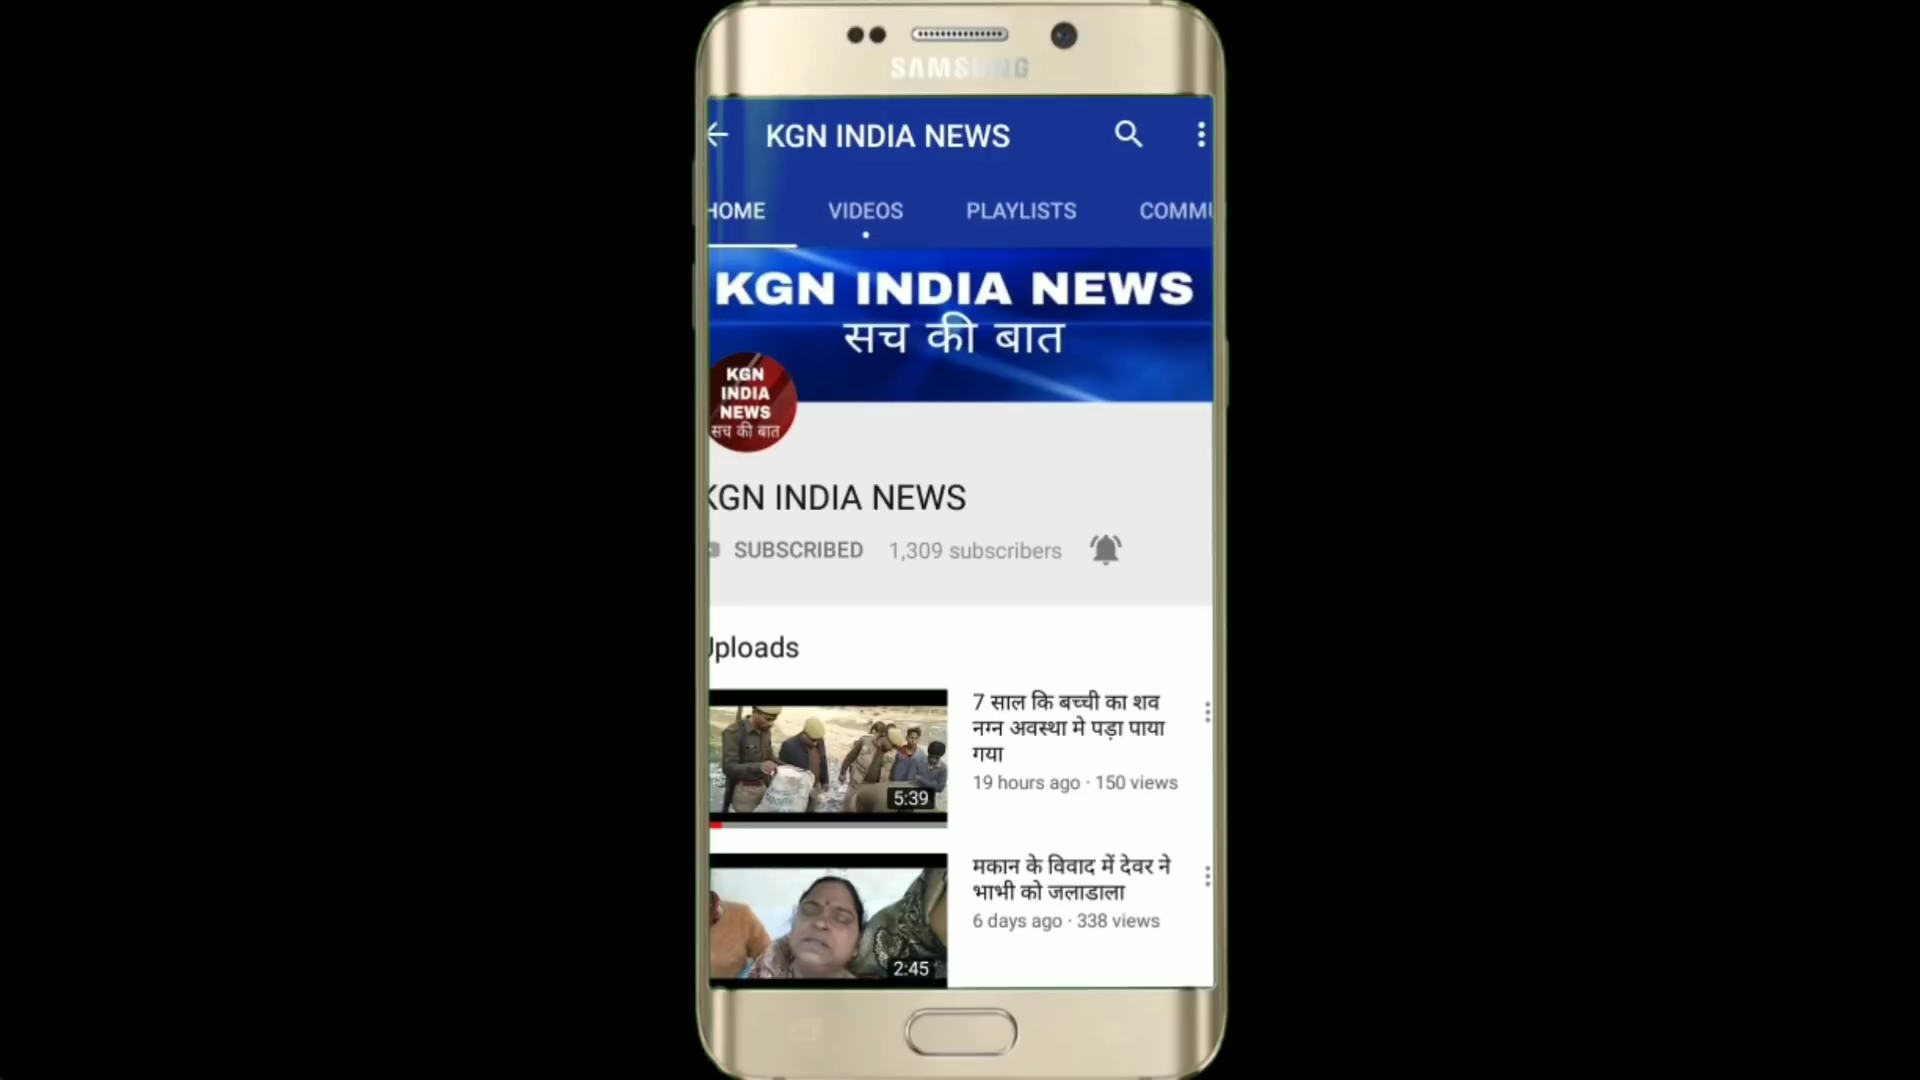 SAMSUNG
KGN INDIA NEWS
HOME VIDEOS PLAYLISTS COMMU
KGN INDIA NEWS
सच की बात
KGN
INDIA
NEWS
सच की बात
KGN INDIA NEWS
SUBSCRIBED 1,309 subscribers
Uploads
7 साल कि बच्ची का शव
नग्न अवस्था मे पड़ा पाया
गया
19 hours ago · 150 views
5:39
मकान के विवाद में देवर ने
भाभी को जलाडाला
6 days ago · 338 views
2:45